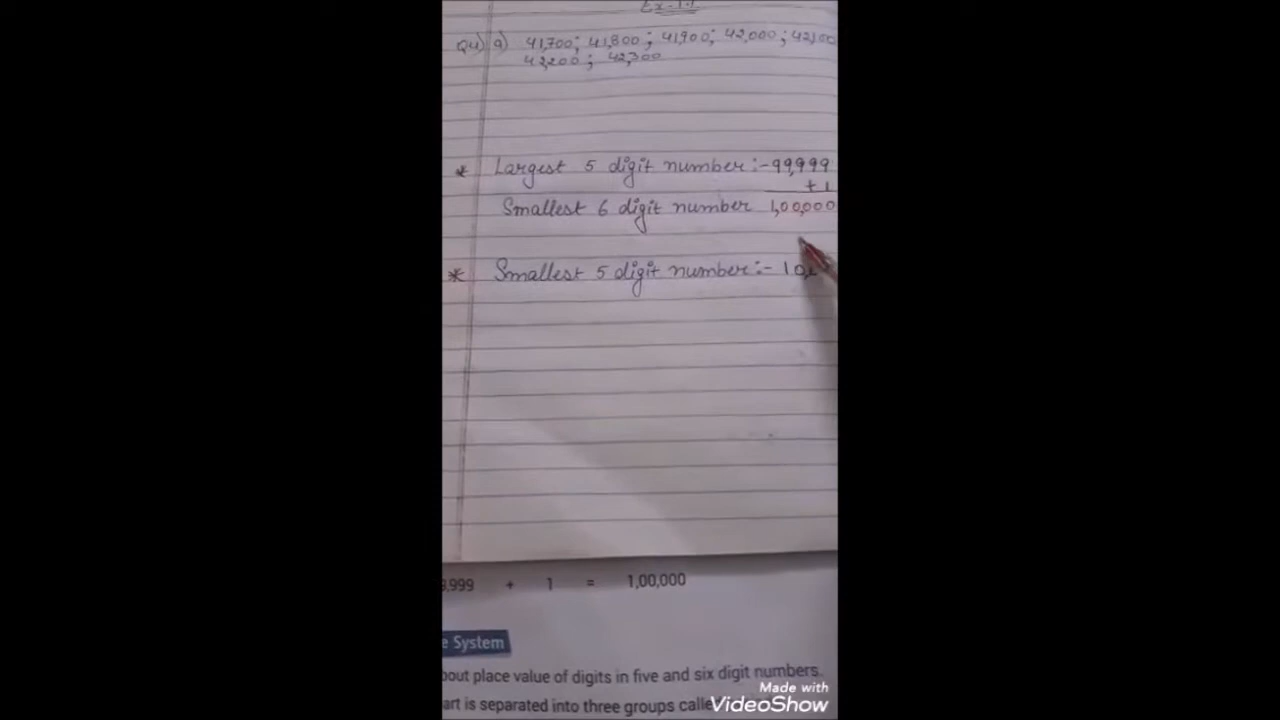 Ex-1.1
Q4) a) 41,700; 41,800; 41,900; 42,000; 42,100
42,200; 42,300
* Largest 5 digit number:- 99,999
+ 1
Smallest 6 digit number 1,00,000
* Smallest 5 digit number:- 10,
9,999 + 1 = 1,00,000
e System
bout place value of digits in five and six digit numbers.
art is separated into three groups calle
Made with
VideoShow